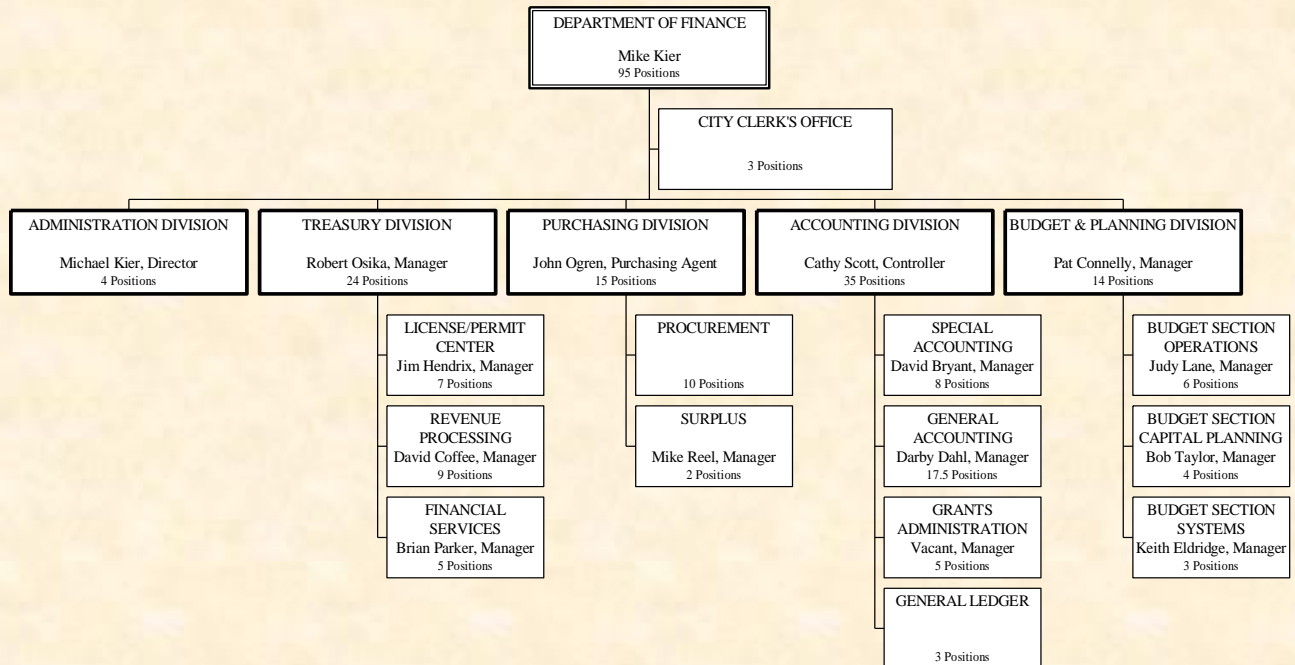 DEPARTMENT OF FINANCE
Mike Kier
95 Positions
CITY CLERK'S OFFICE
3 Positions
ADMINISTRATION DIVISION
Michael Kier, Director
4 Positions
TREASURY DIVISION
Robert Osika, Manager
24 Positions
LICENSE/PERMIT
CENTER
Jim Hendrix, Manager
7 Positions
REVENUE
PROCESSING
David Coffee, Manager
9 Positions
FINANCIAL
SERVICES
Brian Parker, Manager
5 Positions
PURCHASING DIVISION
John Ogren, Purchasing Agent
15 Positions
PROCUREMENT
10 Positions
SURPLUS
Mike Reel, Manager
2 Positions
ACCOUNTING DIVISION
Cathy Scott, Controller
35 Positions
SPECIAL
ACCOUNTING
David Bryant, Manager
8 Positions
GENERAL
ACCOUNTING
Darby Dahl, Manager
17.5 Positions
GRANTS
ADMINISTRATION
Vacant, Manager
5 Positions
GENERAL LEDGER
3 Positions
BUDGET & PLANNING DIVISION
Pat Connelly, Manager
14 Positions
BUDGET SECTION
OPERATIONS
Judy Lane, Manager
6 Positions
BUDGET SECTION
CAPITAL PLANNING
Bob Taylor, Manager
4 Positions
BUDGET SECTION
SYSTEMS
Keith Eldridge, Manager
3 Positions